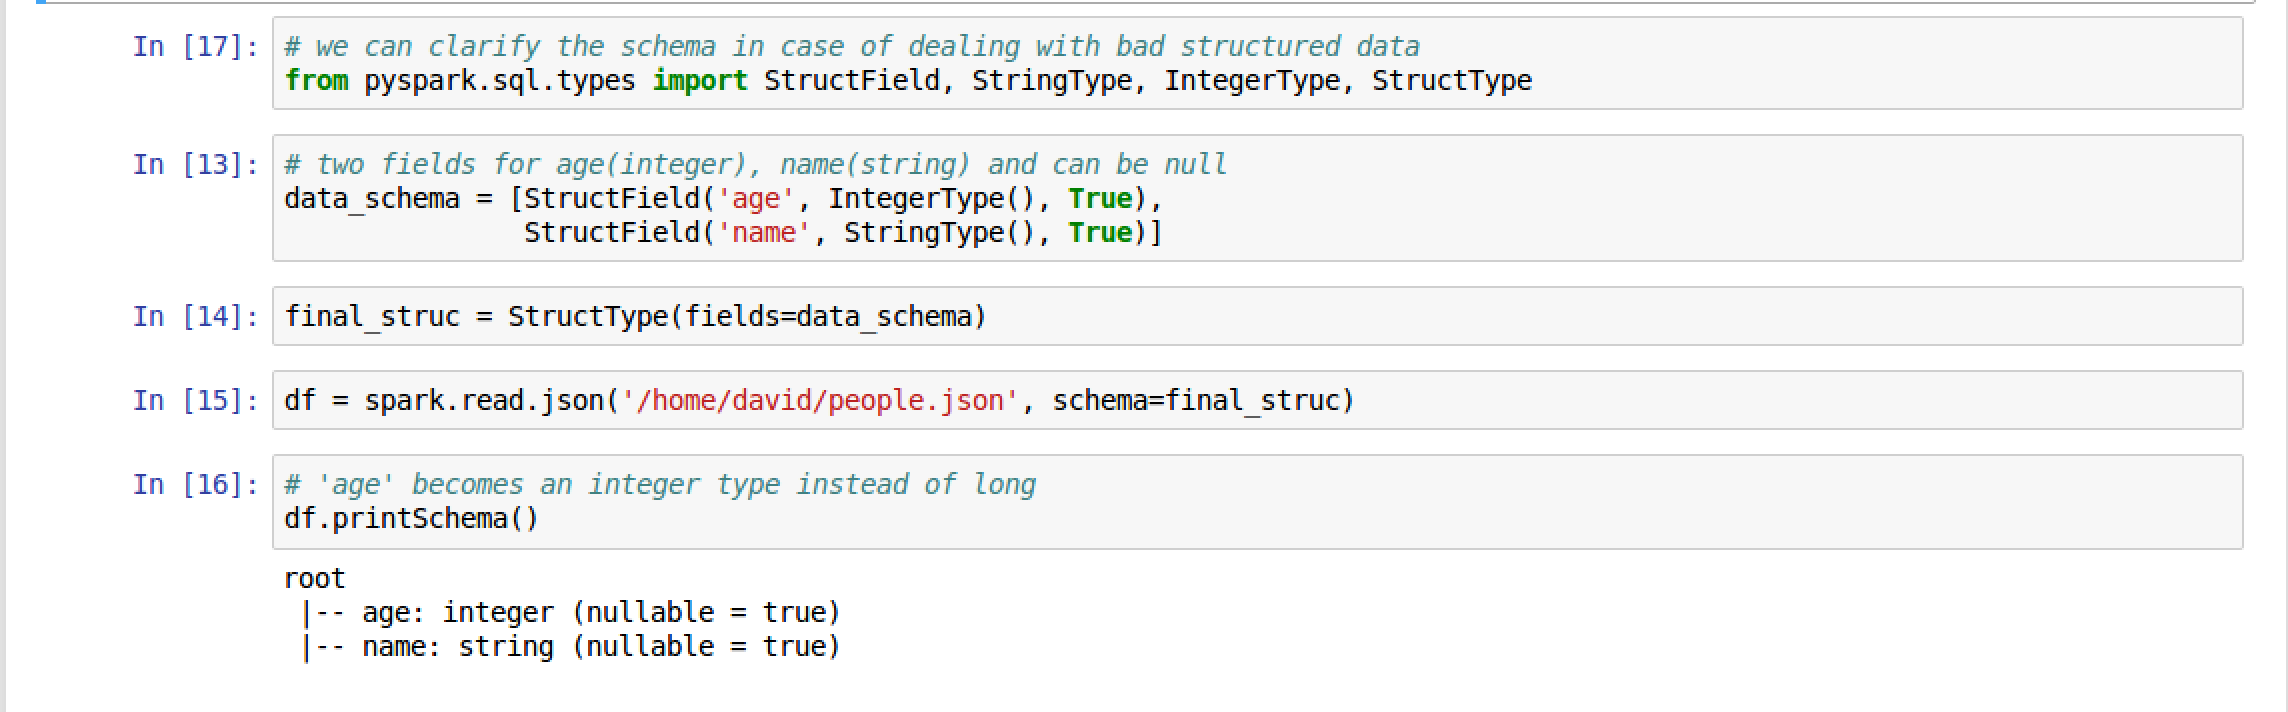 In [17]: # we can clarify the schema in case of dealing with bad structured data
from pyspark.sql.types import StructField, StringType, IntegerType, StructType
In [13]: # two fields for age(integer), name(string) and can be null
data_schema = [StructField('age', IntegerType(), True),
               StructField('name', StringType(), True)]
In [14]: final_struc = StructType(fields=data_schema)
In [15]: df = spark.read.json('/home/david/people.json', schema=final_struc)
In [16]: # 'age' becomes an integer type instead of long
df.printSchema()
root
 |-- age: integer (nullable = true)
 |-- name: string (nullable = true)